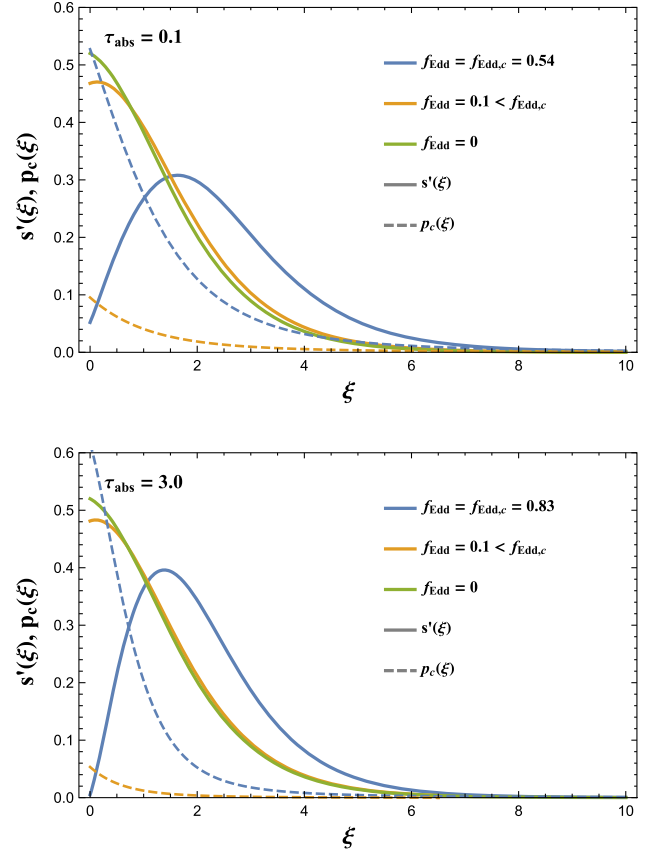 0.6
τabs = 0.1
fEdd = fEdd,c = 0.54
0.5
fEdd = 0.1 < fEdd,c
0.4
fEdd = 0
s'(ξ), pc(ξ)
0.3
s'(ξ)
pc(ξ)
0.2
0.1
0.0
0 2 4 6 8 10
ξ
0.6
τabs = 3.0
fEdd = fEdd,c = 0.83
0.5
fEdd = 0.1 < fEdd,c
0.4
fEdd = 0
s'(ξ), pc(ξ)
0.3
s'(ξ)
pc(ξ)
0.2
0.1
0.0
0 2 4 6 8 10
ξ